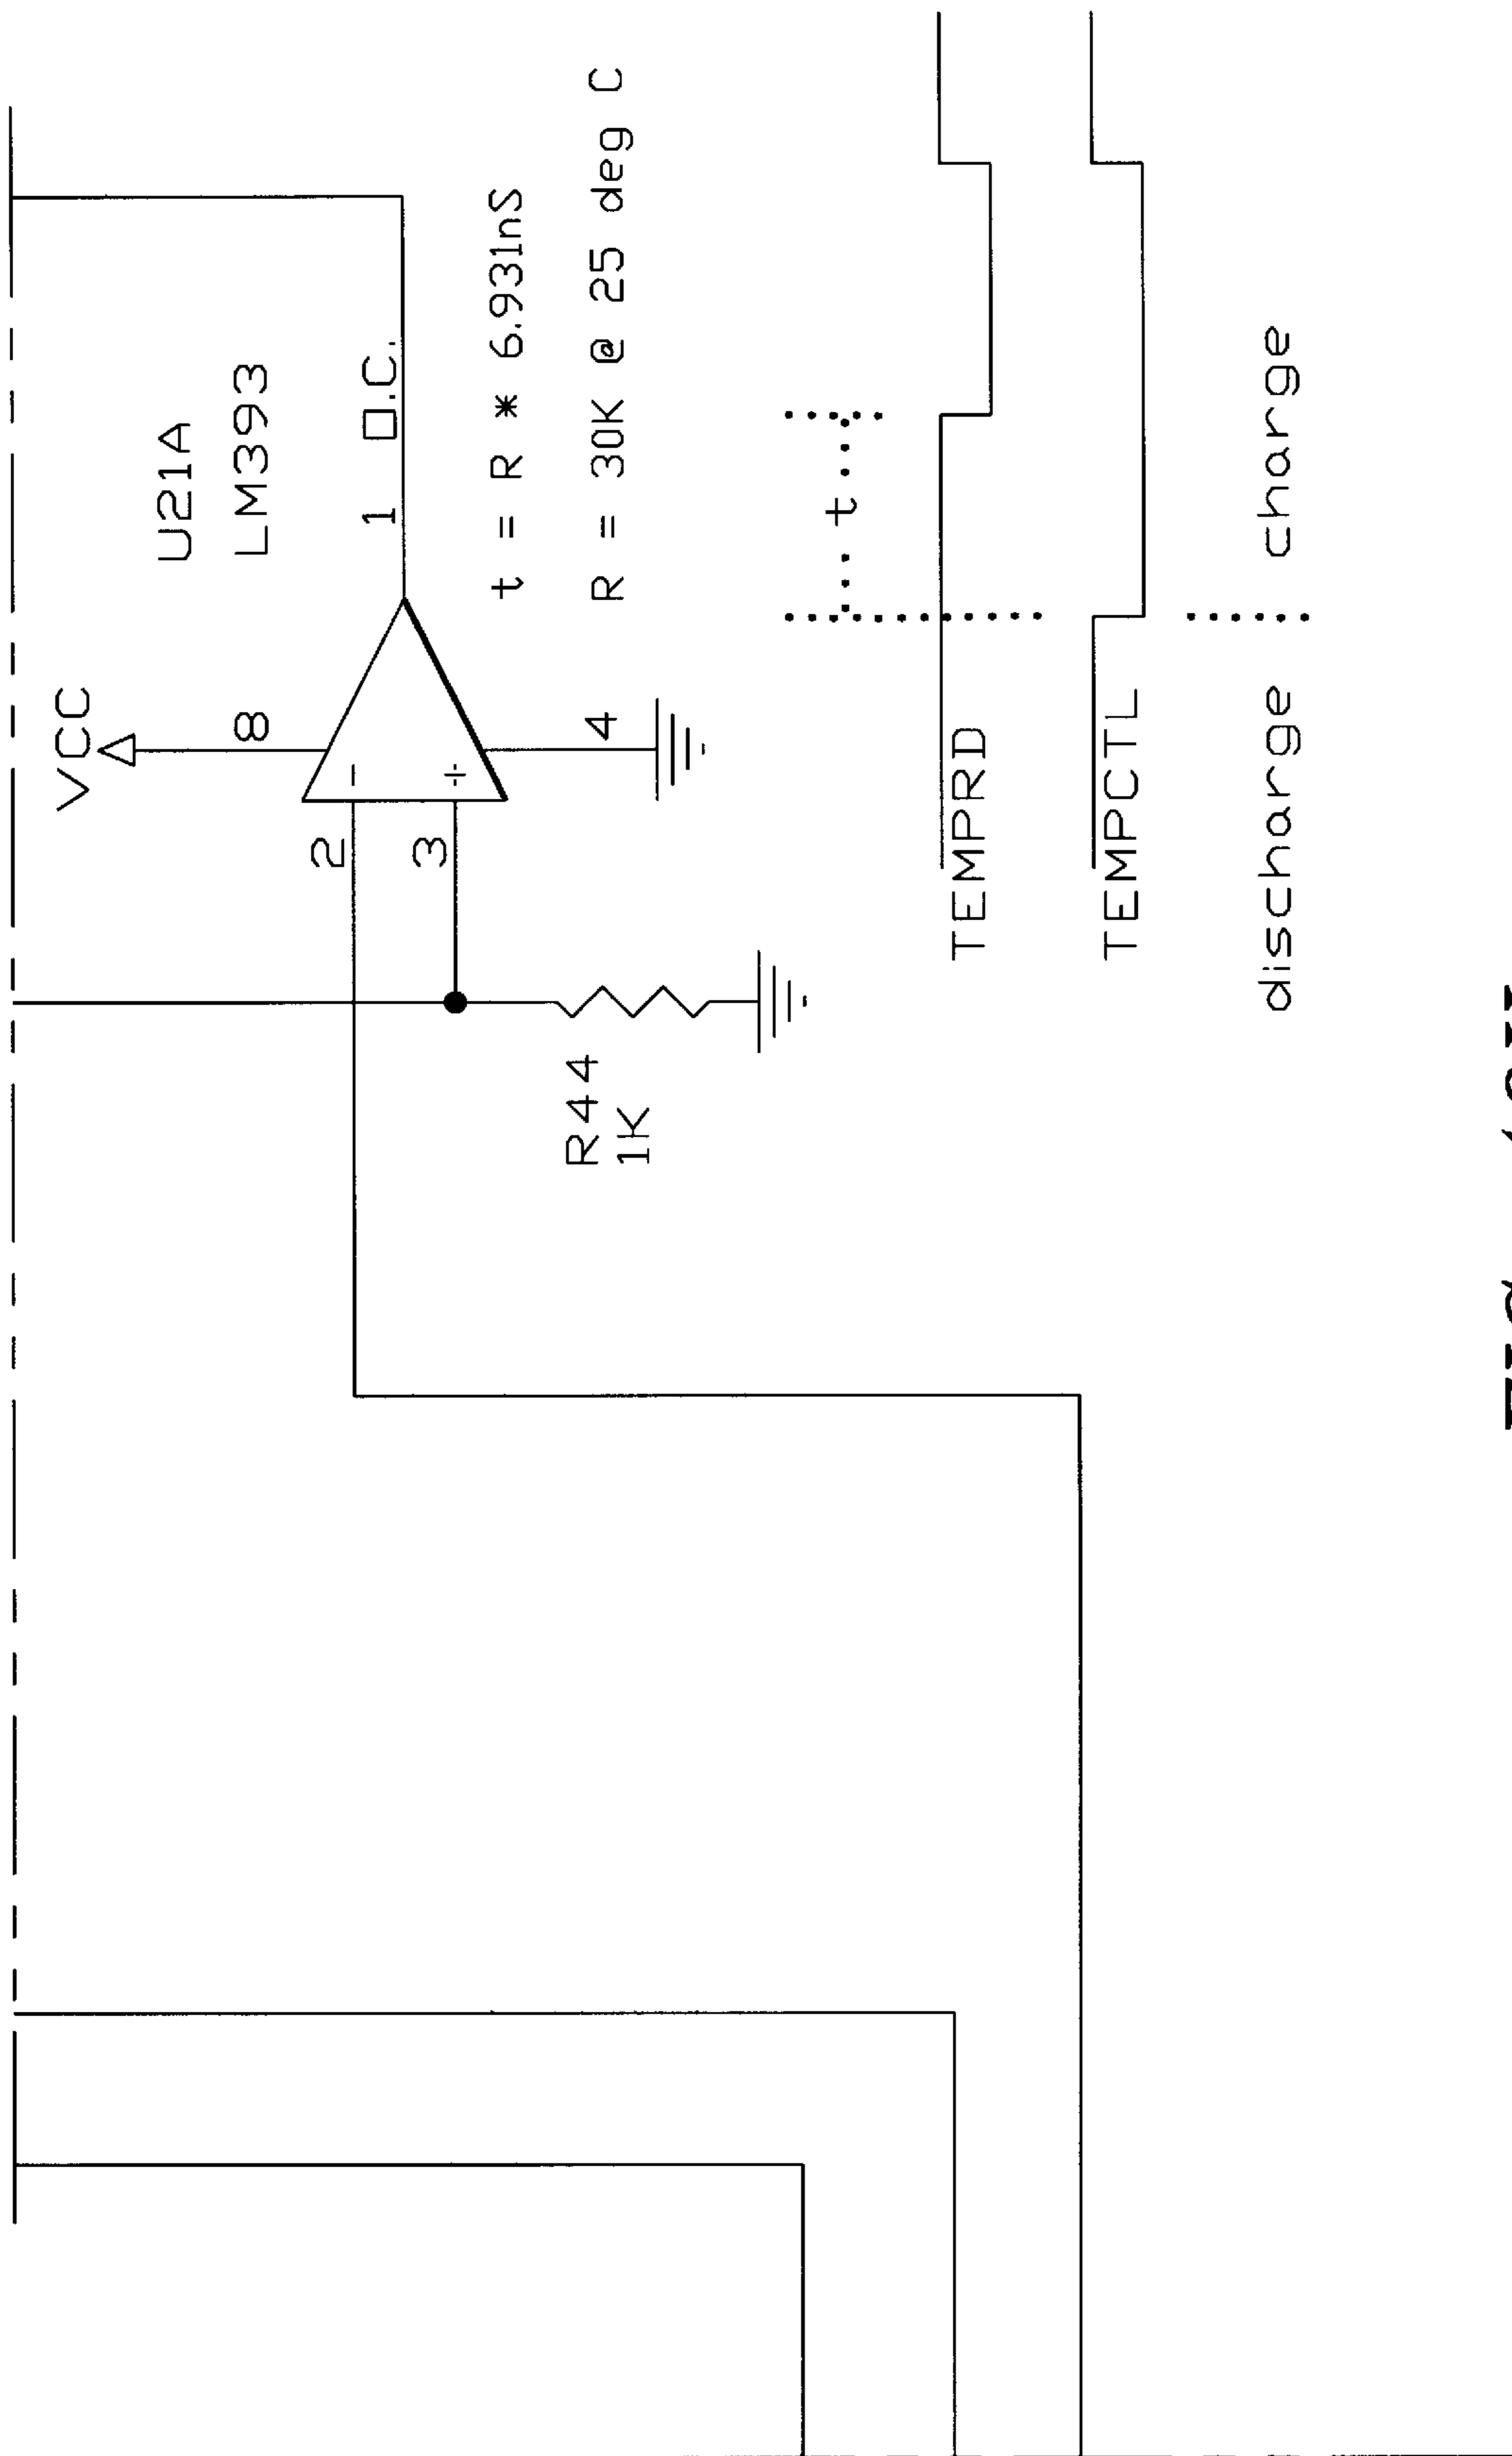 VCC
U21A
LM393
8
2
-
1 O.C.
3
+
4
t = R * 6.931nS
R = 30K @ 25 deg C
R44
1K
t
TEMPRD
TEMPCTL
discharge charge